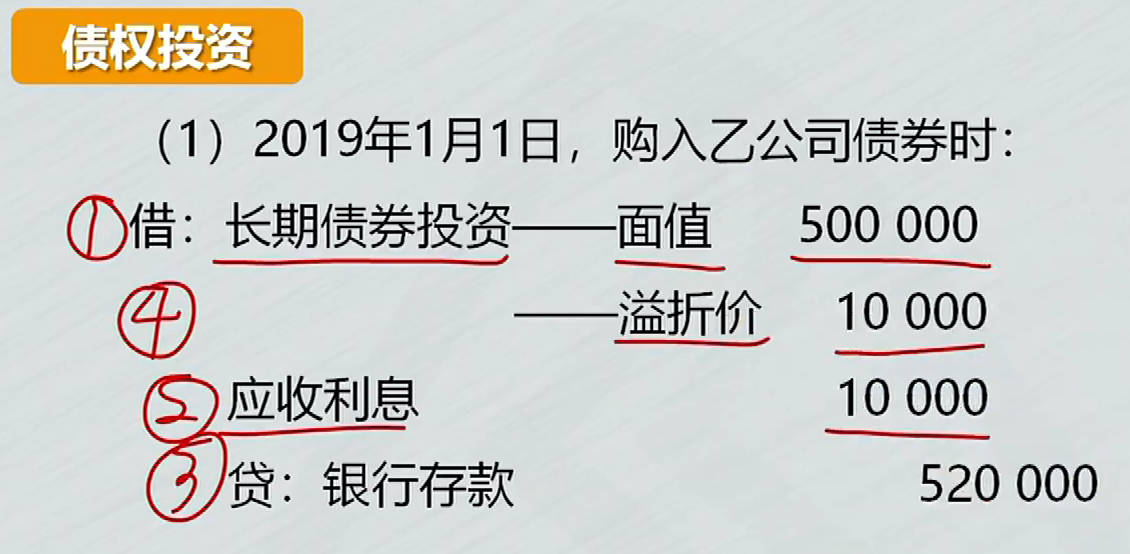 债权投资
（1）2019年1月1日，购入乙公司债券时：
①借：长期债券投资——面值 500 000
④ ——溢折价 10 000
②应收利息 10 000
③贷：银行存款 520 000